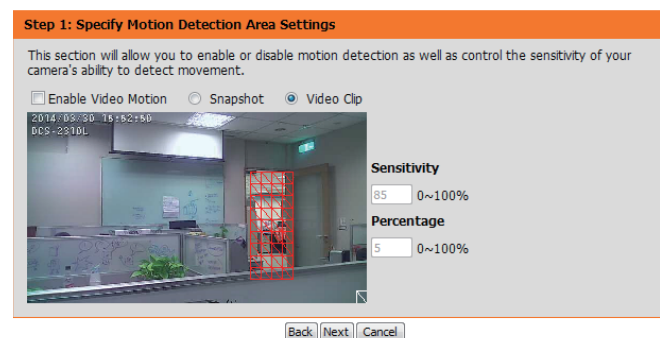 Step 1: Specify Motion Detection Area Settings
This section will allow you to enable or disable motion detection as well as control the sensitivity of your
camera's ability to detect movement.
Enable Video Motion Snapshot Video Clip
2014/03/30 15:52:50
DCS-2310L
Sensitivity
85 0~100%
Percentage
5 0~100%
Back Next Cancel